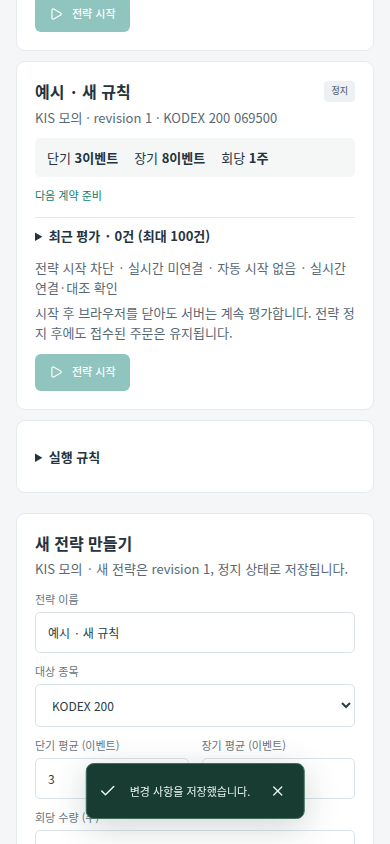 전략 시작
예시 · 새 규칙
정지
KIS 모의 · revision 1 · KODEX 200 069500
단기 3이벤트 장기 8이벤트 회당 1주
다음 계약 준비
▶ 최근 평가 · 0건 (최대 100건)
전략 시작 차단 · 실시간 미연결 · 자동 시작 없음 · 실시간
연결·대조 확인
시작 후 브라우저를 닫아도 서버는 계속 평가합니다. 전략 정
지 후에도 접수된 주문은 유지됩니다.
전략 시작
▶ 실행 규칙
새 전략 만들기
KIS 모의 · 새 전략은 revision 1, 정지 상태로 저장됩니다.
전략 이름
예시 · 새 규칙
대상 종목
KODEX 200
단기 평균 (이벤트) 장기 평균 (이벤트)
3
변경 사항을 저장했습니다.
회당 수량 (주)